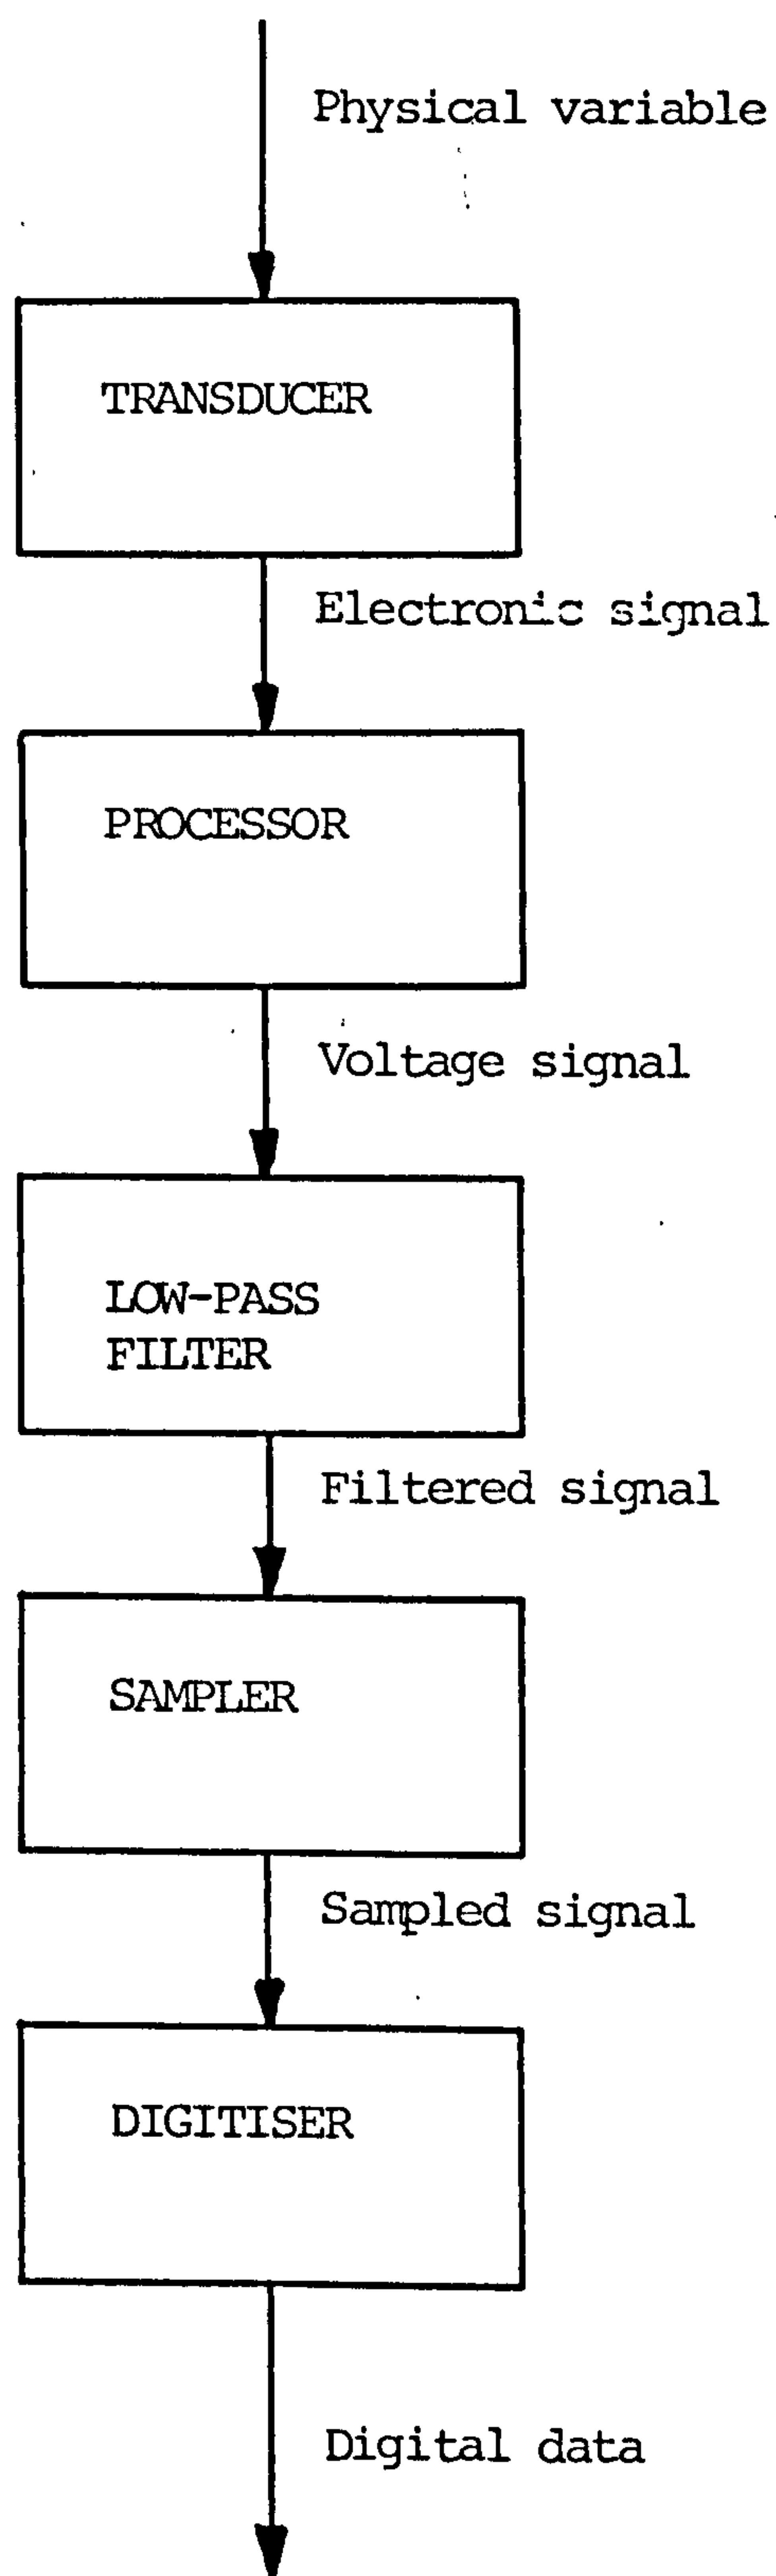 Physical variable
TRANSDUCER
Electronic signal
PROCESSOR
Voltage signal
LOW-PASS
FILTER
Filtered signal
SAMPLER
Sampled signal
DIGITISER
Digital data